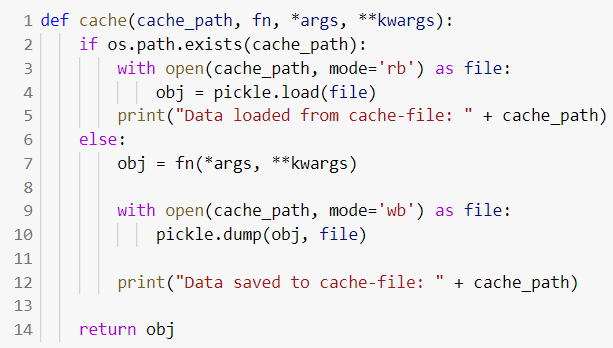 1 def cache(cache_path, fn, *args, **kwargs):
2     if os.path.exists(cache_path):
3         with open(cache_path, mode='rb') as file:
4             obj = pickle.load(file)
5         print("Data loaded from cache-file: " + cache_path)
6     else:
7         obj = fn(*args, **kwargs)
8
9         with open(cache_path, mode='wb') as file:
10             pickle.dump(obj, file)
11
12         print("Data saved to cache-file: " + cache_path)
13
14     return obj